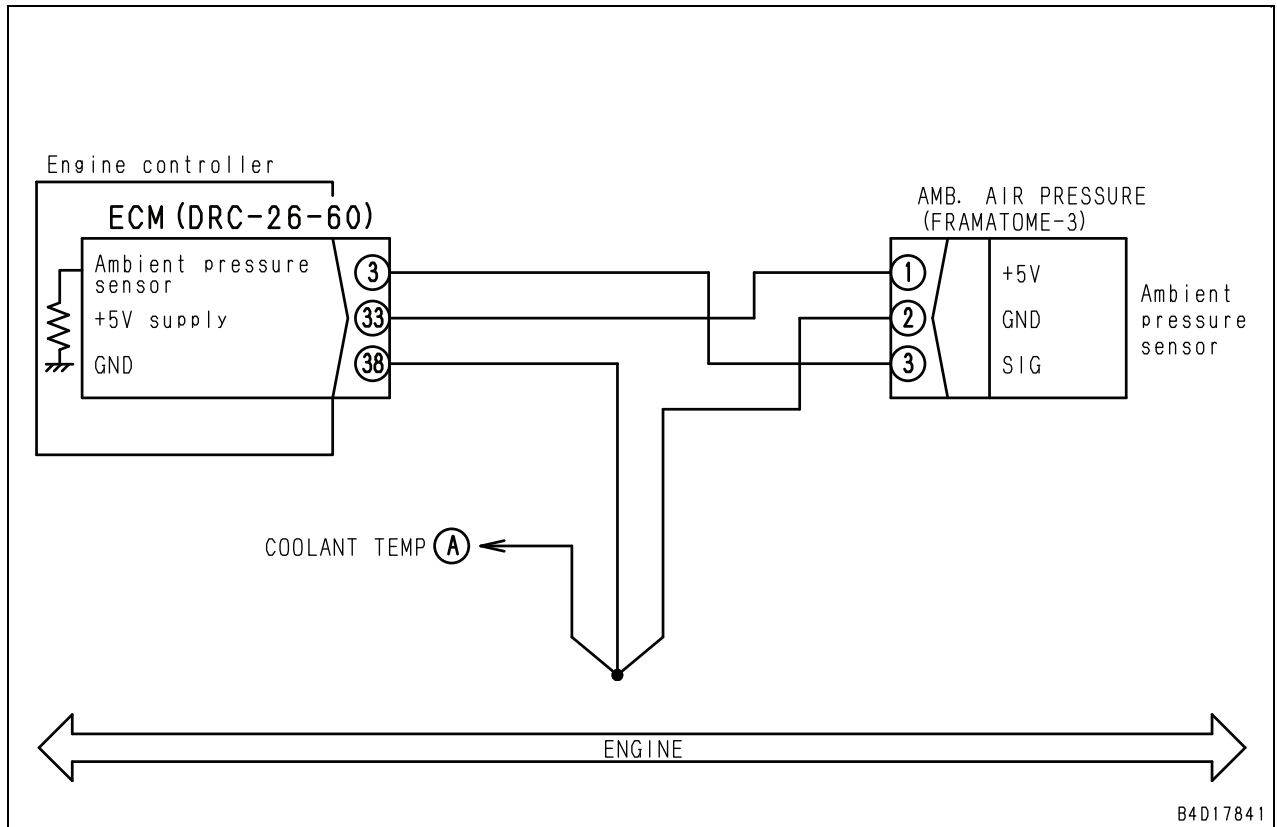 Engine controller
ECM (DRC-26-60)
Ambient pressure
sensor
+5V supply
GND
3
33
38
AMB. AIR PRESSURE
(FRAMATOME-3)
1
2
3
+5V
GND
SIG
Ambient
pressure
sensor
COOLANT TEMP A
ENGINE
B4D17841